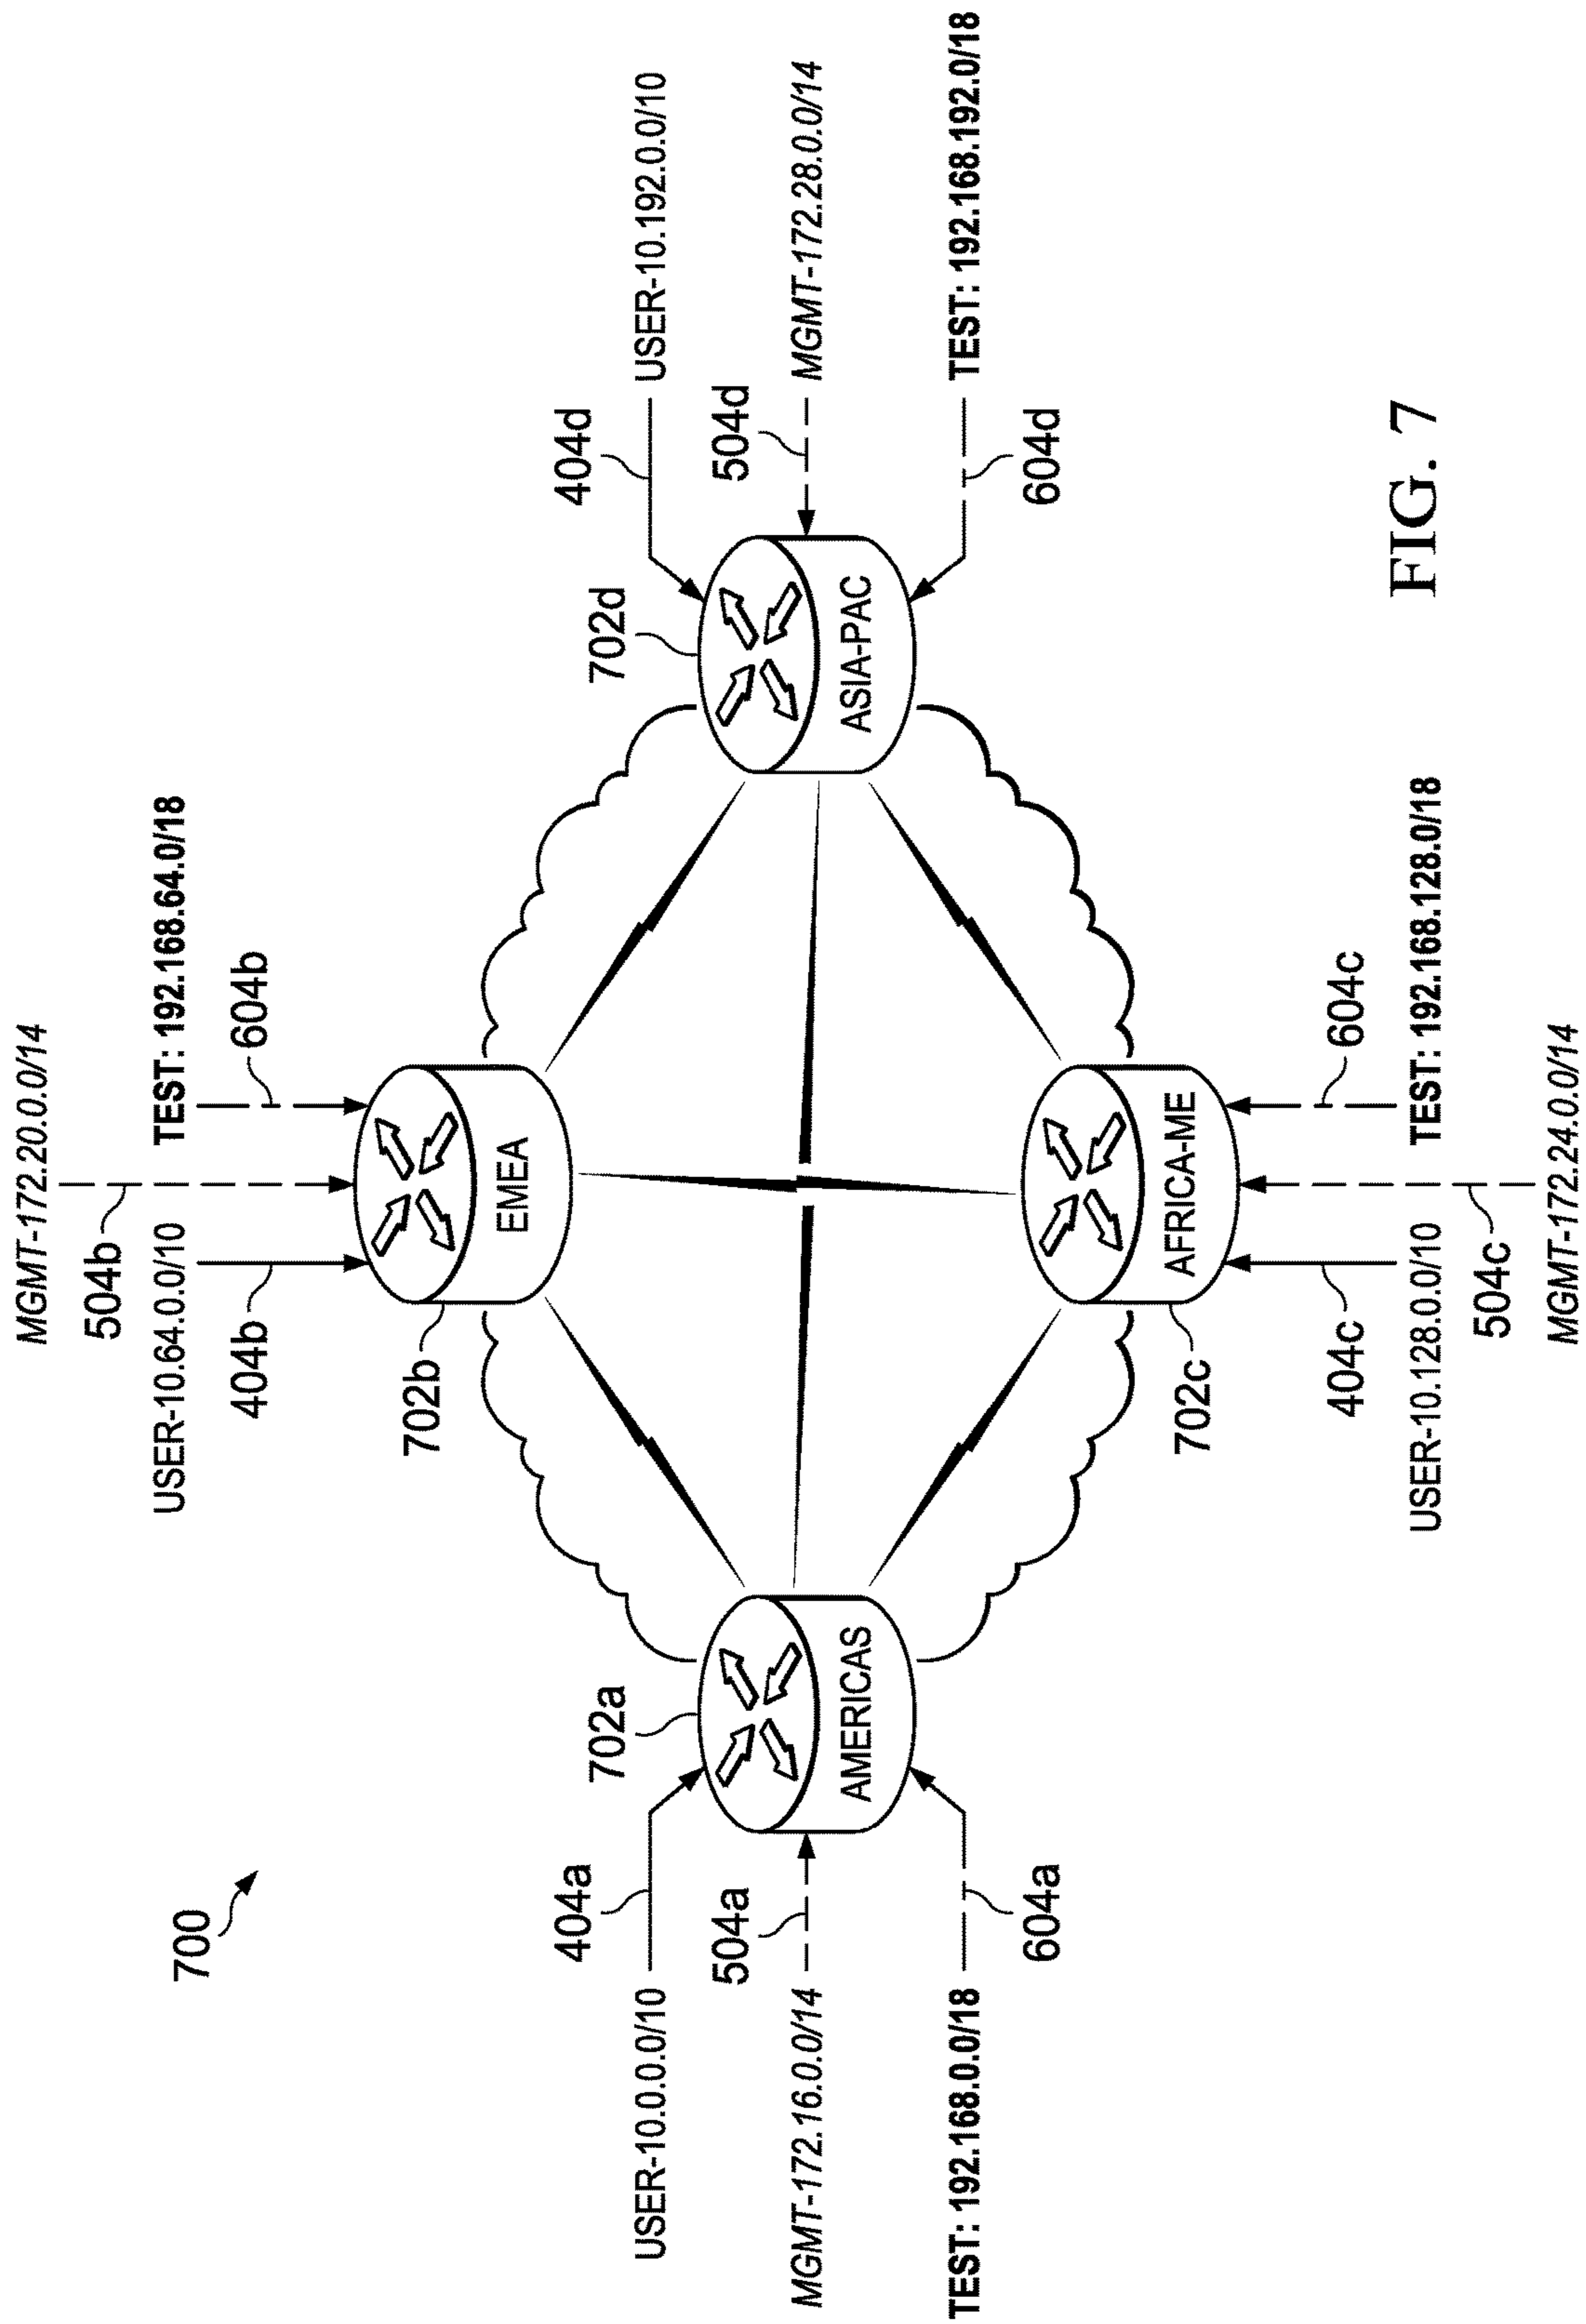 700
MGMT-172.20.0.0/14
504b
USER-10.64.0.0/10
TEST: 192.168.64.0/18
404b
604b
702b
EMEA
USER-10.0.0.0/10
404a
702a
504a
MGMT-172.16.0.0/14
AMERICAS
TEST: 192.168.0.0/18
604a
702d
404d
USER-10.192.0.0/10
504d
MGMT-172.28.0.0/14
ASIA-PAC
604d
TEST: 192.168.192.0/18
702c
AFRICA-ME
404c
604c
USER-10.128.0.0/10
TEST: 192.168.128.0/18
504c
MGMT-172.24.0.0/14
FIG. 7